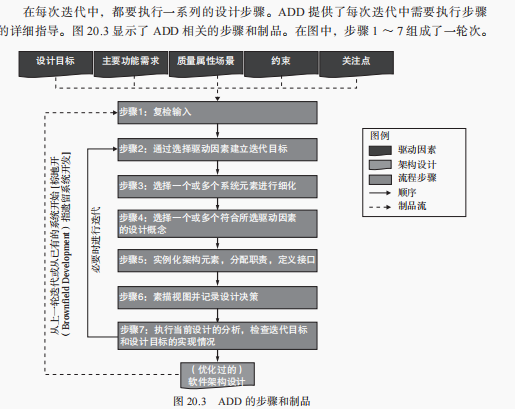 在每次迭代中，都要执行一系列的设计步骤。ADD 提供了每次迭代中需要执行步骤
的详细指导。图 20.3 显示了 ADD 相关的步骤和制品。在图中，步骤 1 ～ 7 组成了一轮次。
设计目标
主要功能需求
质量属性场景
约束
关注点
步骤1：复检输入
步骤2：通过选择驱动因素建立迭代目标
步骤3：选择一个或多个系统元素进行细化
步骤4：选择一个或多个符合所选驱动因素
的设计概念
步骤5：实例化架构元素，分配职责，定义接口
步骤6：素描视图并记录设计决策
步骤7：执行当前设计的分析，检查迭代目标
和设计目标的实现情况
（优化过的）
软件架构设计
从上一轮迭代或从已有的系统开始 [棕地开
(Brownfield Development) 指遗留系统开发]
必要时进行迭代
图例
驱动因素
架构设计
流程步骤
顺序
制品流
图 20.3 ADD 的步骤和制品